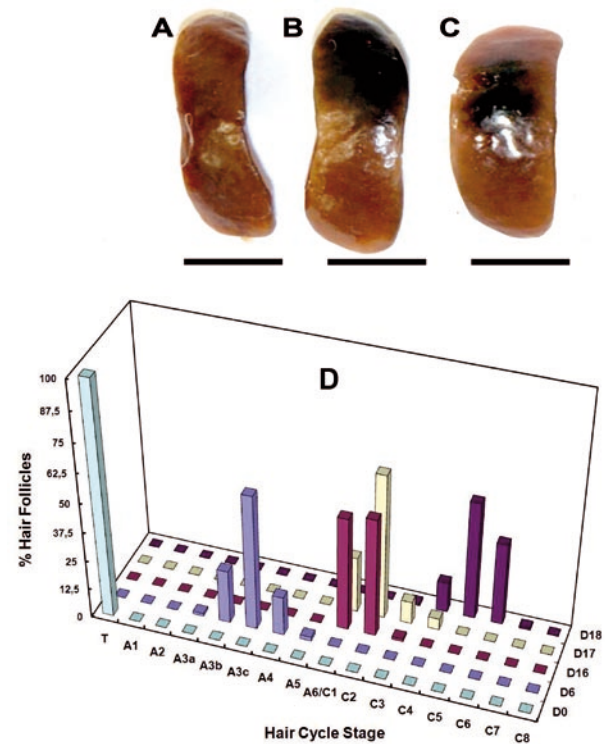 A B C
D
100
87,5
75
62,5
50
37,5
25
12,5
0
% Hair Follicles
T A1 A2 A3a A3b A3c A4 A5 A6/C1 C2 C3 C4 C5 C6 C7 C8
D18
D17
D16
D6
D0
Hair Cycle Stage